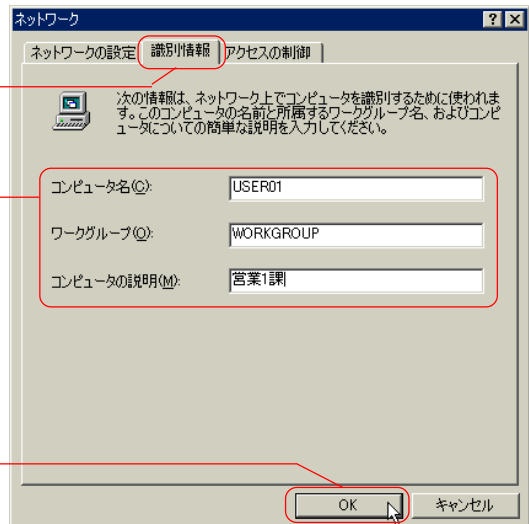 ネットワーク
ネットワークの設定 識別情報 アクセスの制御
次の情報は、ネットワーク上でコンピュータを識別するために使われま
す。このコンピュータの名前と所属するワークグループ名、およびコンピ
ュータについての簡単な説明を入力してください。
コンピュータ名(C): USER01
ワークグループ(O): WORKGROUP
コンピュータの説明(M): 営業1課
OK キャンセル